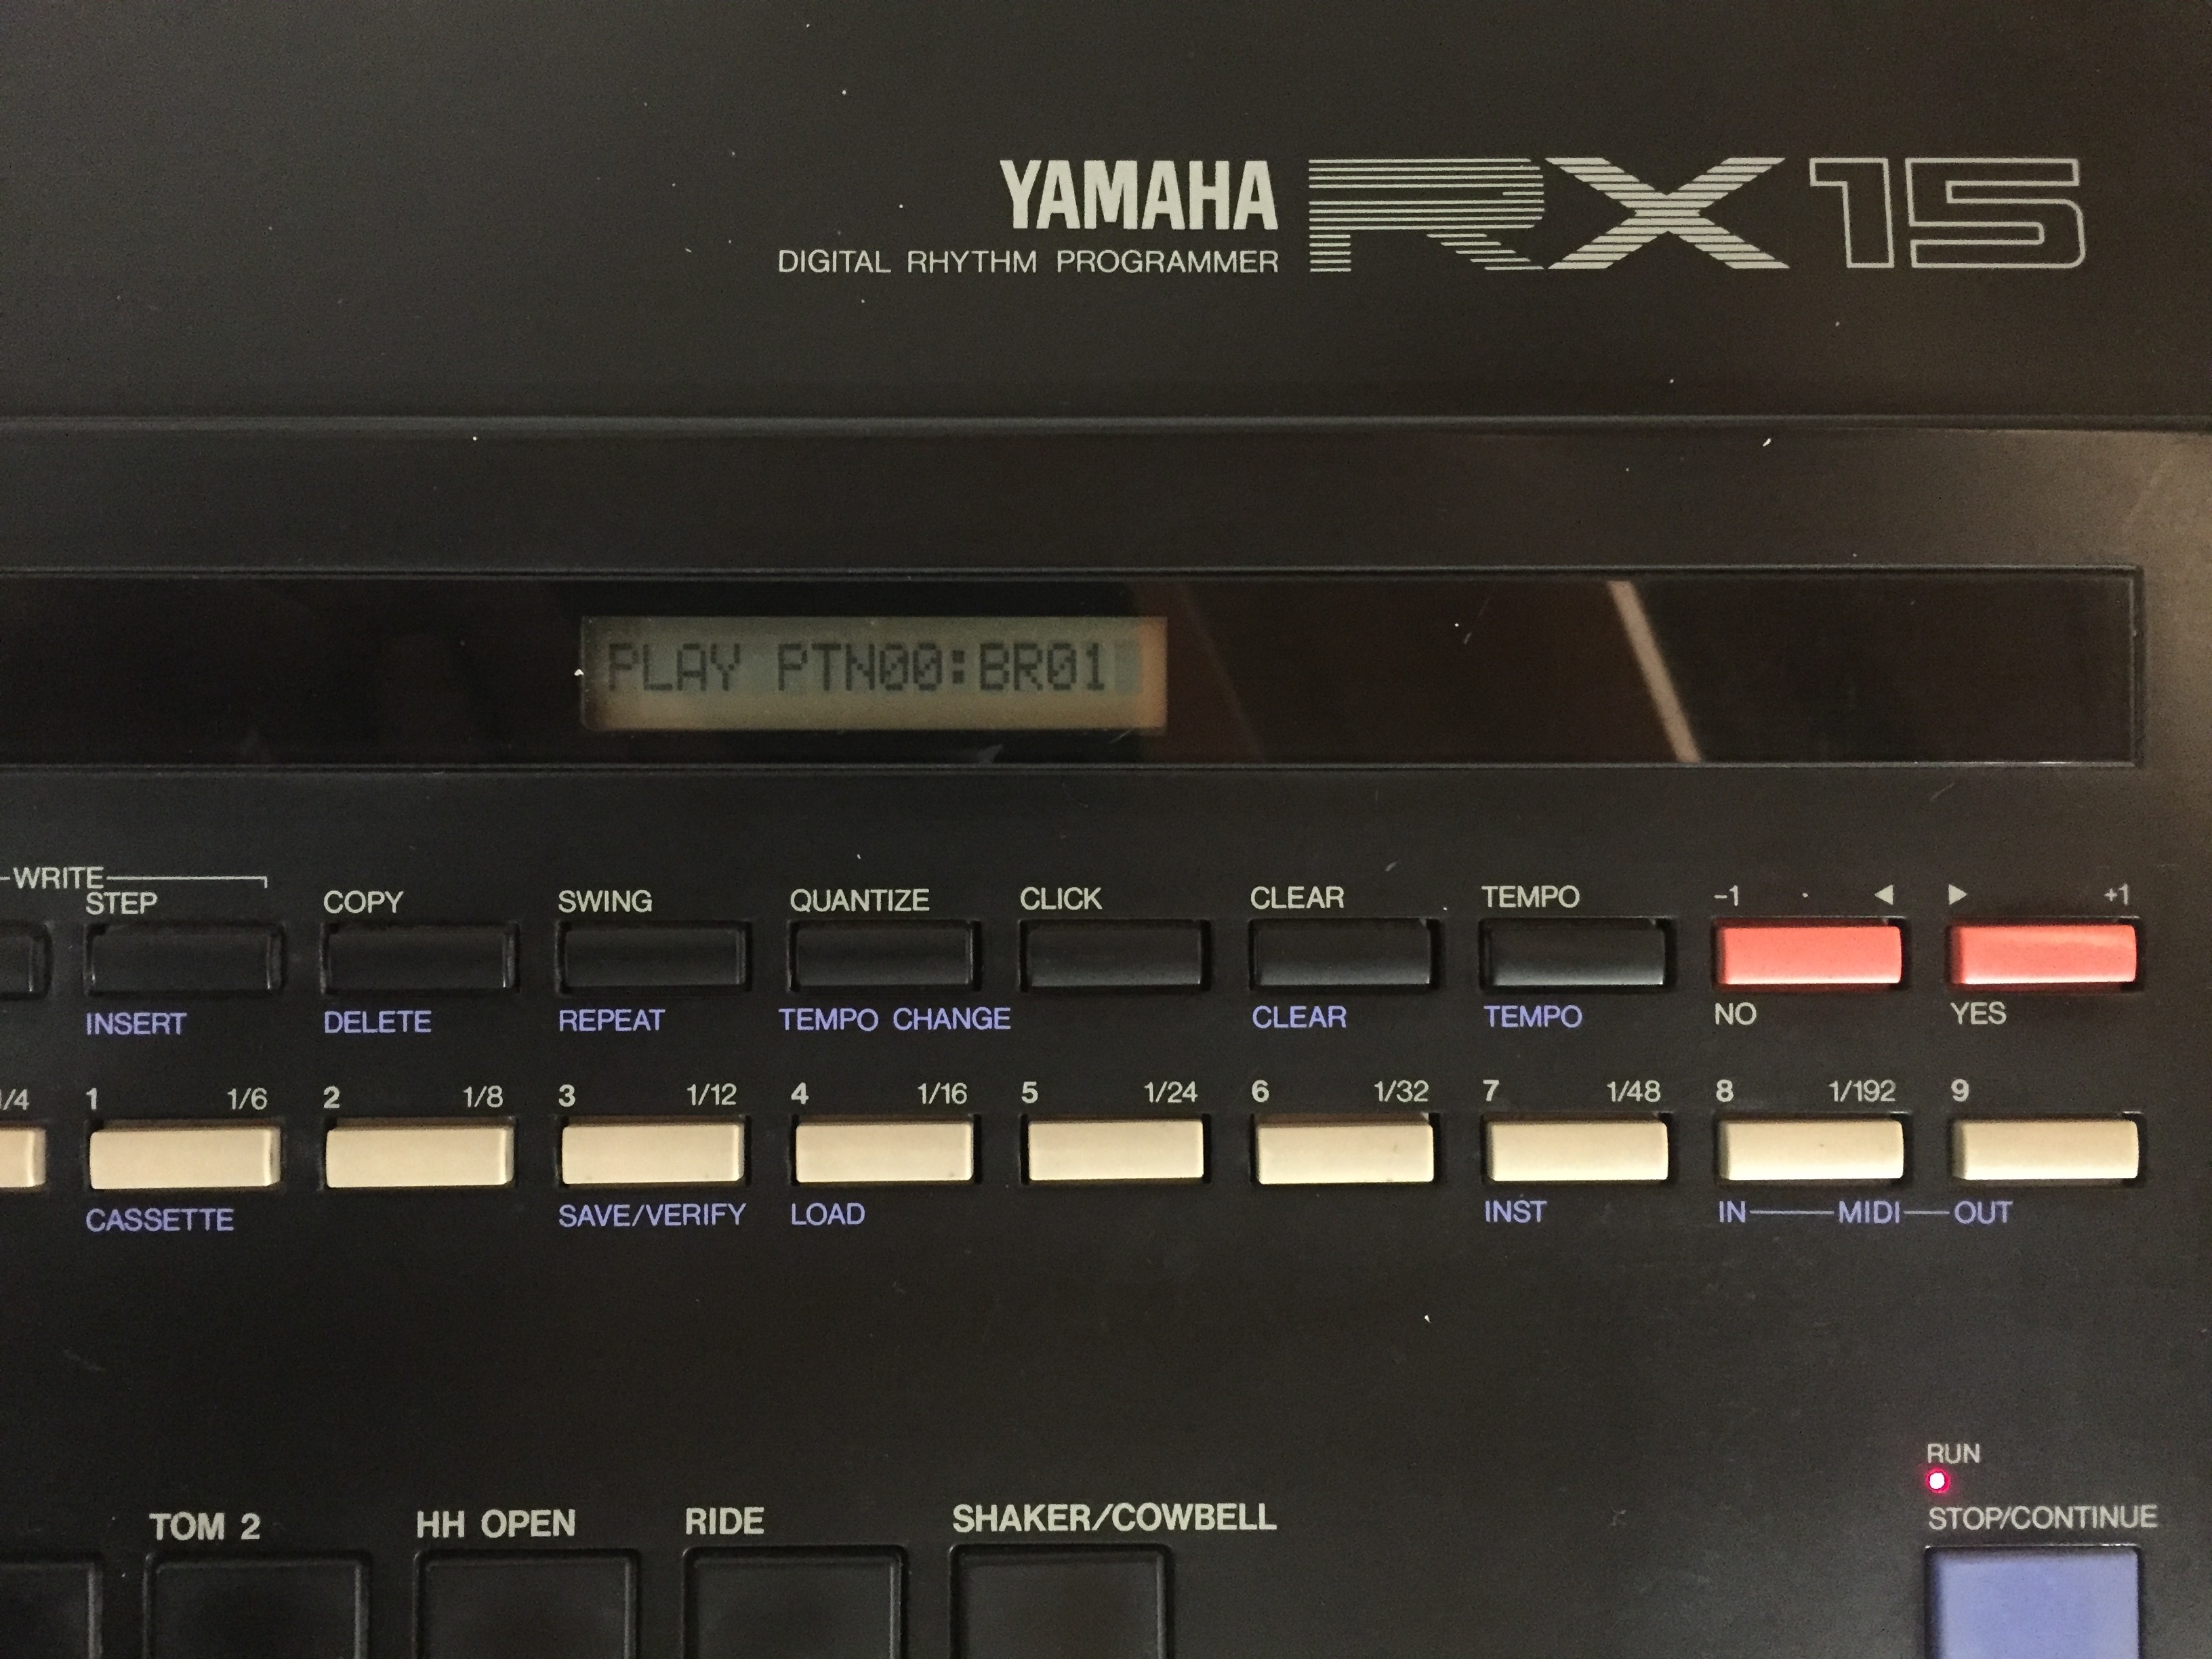 YAMAHA RX15
DIGITAL RHYTHM PROGRAMMER
PLAY PTN00:BR01
WRITE
STEP COPY SWING QUANTIZE CLICK CLEAR TEMPO -1 · ◀ ▶ +1
INSERT DELETE REPEAT TEMPO CHANGE CLEAR TEMPO NO YES
1/4 1 1/6 2 1/8 3 1/12 4 1/16 5 1/24 6 1/32 7 1/48 8 1/192 9
CASSETTE SAVE/VERIFY LOAD INST IN MIDI OUT
RUN
STOP/CONTINUE
TOM 2 HH OPEN RIDE SHAKER/COWBELL